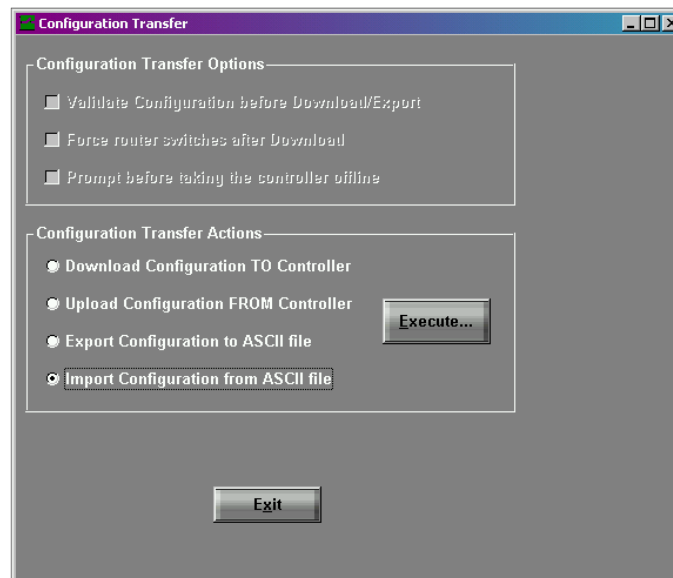 Configuration Transfer
Configuration Transfer Options
Validate Configuration before Download/Export
Force router switches after Download
Prompt before taking the controller offline
Configuration Transfer Actions
Download Configuration TO Controller
Upload Configuration FROM Controller
Execute...
Export Configuration to ASCII file
Import Configuration from ASCII file
Exit